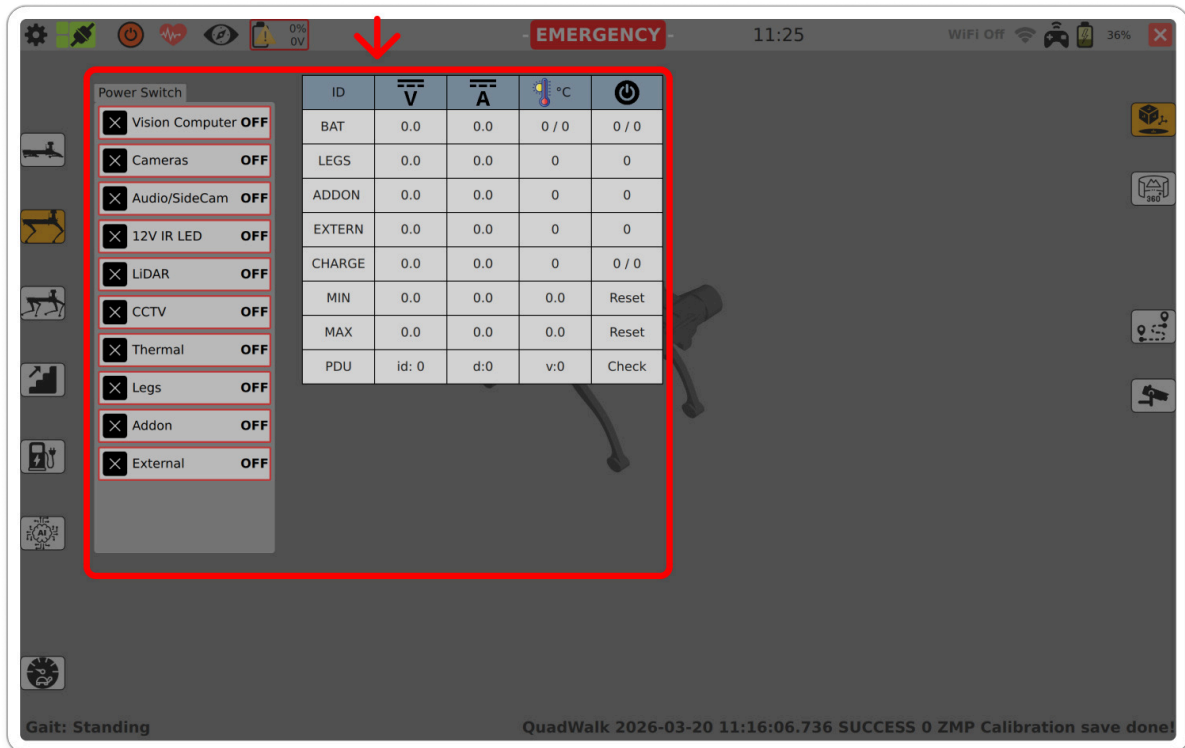 0%
0V
- EMERGENCY -
11:25
WiFi Off
36%
Power Switch
Vision Computer OFF
Cameras OFF
Audio/SideCam OFF
12V IR LED OFF
LiDAR OFF
CCTV OFF
Thermal OFF
Legs OFF
Addon OFF
External OFF
ID V A °C
BAT 0.0 0.0 0 / 0 0 / 0
LEGS 0.0 0.0 0 0
ADDON 0.0 0.0 0 0
EXTERN 0.0 0.0 0 0
CHARGE 0.0 0.0 0 0 / 0
MIN 0.0 0.0 0.0 Reset
MAX 0.0 0.0 0.0 Reset
PDU id: 0 d:0 v:0 Check
360
AI
Gait: Standing
QuadWalk 2026-03-20 11:16:06.736 SUCCESS 0 ZMP Calibration save done!